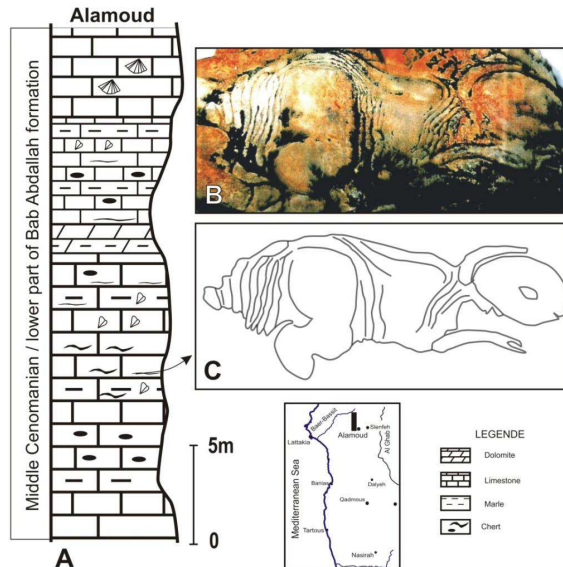 Alamoud
Middle Cenomanian / lower part of Bab Abdallah formation
B
C
5m
0
A
Mediterranean Sea
Baer-Bassit
Slenfeh
Alamoud
Lattakia
Al Ghab
Banias
Dalyeh
Qadmous
Tartous
Nasirah
LEGENDE
Dolomite
Limestone
Marle
Chert